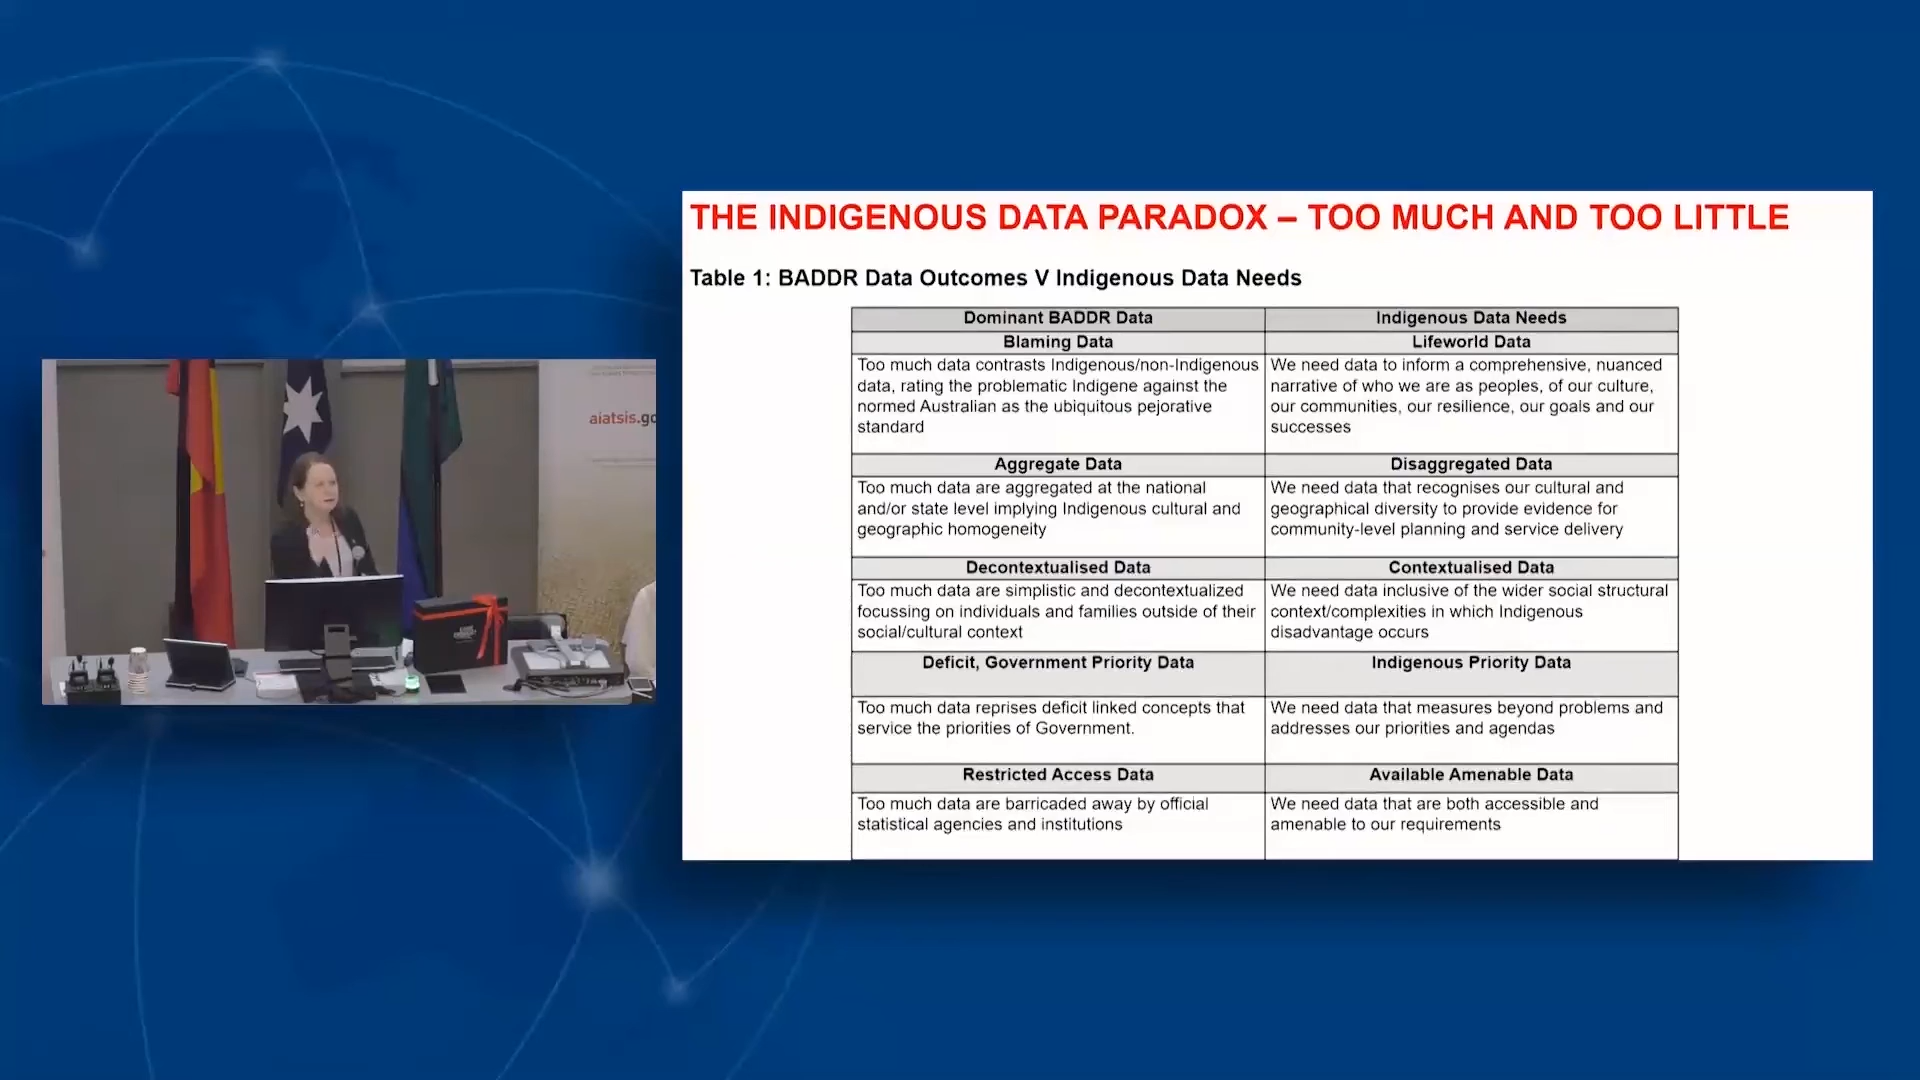 THE INDIGENOUS DATA PARADOX – TOO MUCH AND TOO LITTLE
Table 1: BADDR Data Outcomes V Indigenous Data Needs
Dominant BADDR Data
Indigenous Data Needs
Blaming Data
Lifeworld Data
Too much data contrasts Indigenous/non-Indigenous
data, rating the problematic Indigene against the
normed Australian as the ubiquitous pejorative
standard
We need data to inform a comprehensive, nuanced
narrative of who we are as peoples, of our culture,
our communities, our resilience, our goals and our
successes
Aggregate Data
Disaggregated Data
Too much data are aggregated at the national
and/or state level implying Indigenous cultural and
geographic homogeneity
We need data that recognises our cultural and
geographical diversity to provide evidence for
community-level planning and service delivery
Decontextualised Data
Contextualised Data
Too much data are simplistic and decontextualized
focussing on individuals and families outside of their
social/cultural context
We need data inclusive of the wider social structural
context/complexities in which Indigenous
disadvantage occurs
Deficit, Government Priority Data
Indigenous Priority Data
Too much data reprises deficit linked concepts that
service the priorities of Government.
We need data that measures beyond problems and
addresses our priorities and agendas
Restricted Access Data
Available Amenable Data
Too much data are barricaded away by official
statistical agencies and institutions
We need data that are both accessible and
amenable to our requirements
aiatsis.go